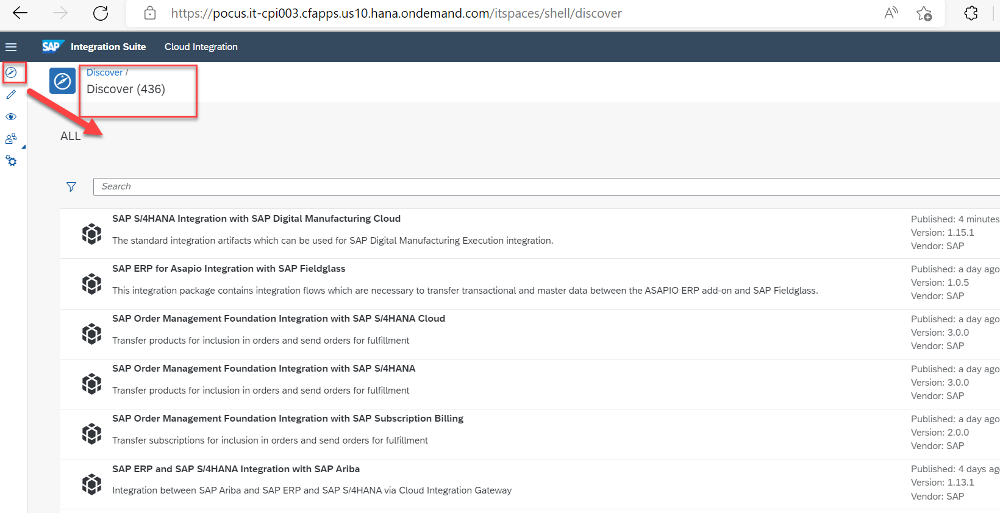 https://pocus.it-cpi003.cfapps.us10.hana.ondemand.com/itspaces/shell/discover
SAP Integration Suite Cloud Integration
Discover /
Discover (436)
ALL
Search
SAP S/4HANA Integration with SAP Digital Manufacturing Cloud
Published: 4 minutes
The standard integration artifacts which can be used for SAP Digital Manufacturing Execution integration.
Version: 1.15.1
Vendor: SAP
SAP ERP for Asapio Integration with SAP Fieldglass
Published: a day ago
This integration package contains integration flows which are necessary to transfer transactional and master data between the ASAPIO ERP add-on and SAP Fieldglass.
Version: 1.0.5
Vendor: SAP
SAP Order Management Foundation Integration with SAP S/4HANA Cloud
Published: a day ago
Transfer products for inclusion in orders and send orders for fulfillment
Version: 3.0.0
Vendor: SAP
SAP Order Management Foundation Integration with SAP S/4HANA
Published: a day ago
Transfer products for inclusion in orders and send orders for fulfillment
Version: 3.0.0
Vendor: SAP
SAP Order Management Foundation Integration with SAP Subscription Billing
Published: a day ago
Transfer subscriptions for inclusion in orders and send orders for fulfillment
Version: 2.0.0
Vendor: SAP
SAP ERP and SAP S/4HANA Integration with SAP Ariba
Published: 4 days ag
Integration between SAP Ariba and SAP ERP and SAP S/4HANA via Cloud Integration Gateway
Version: 1.13.1
Vendor: SAP